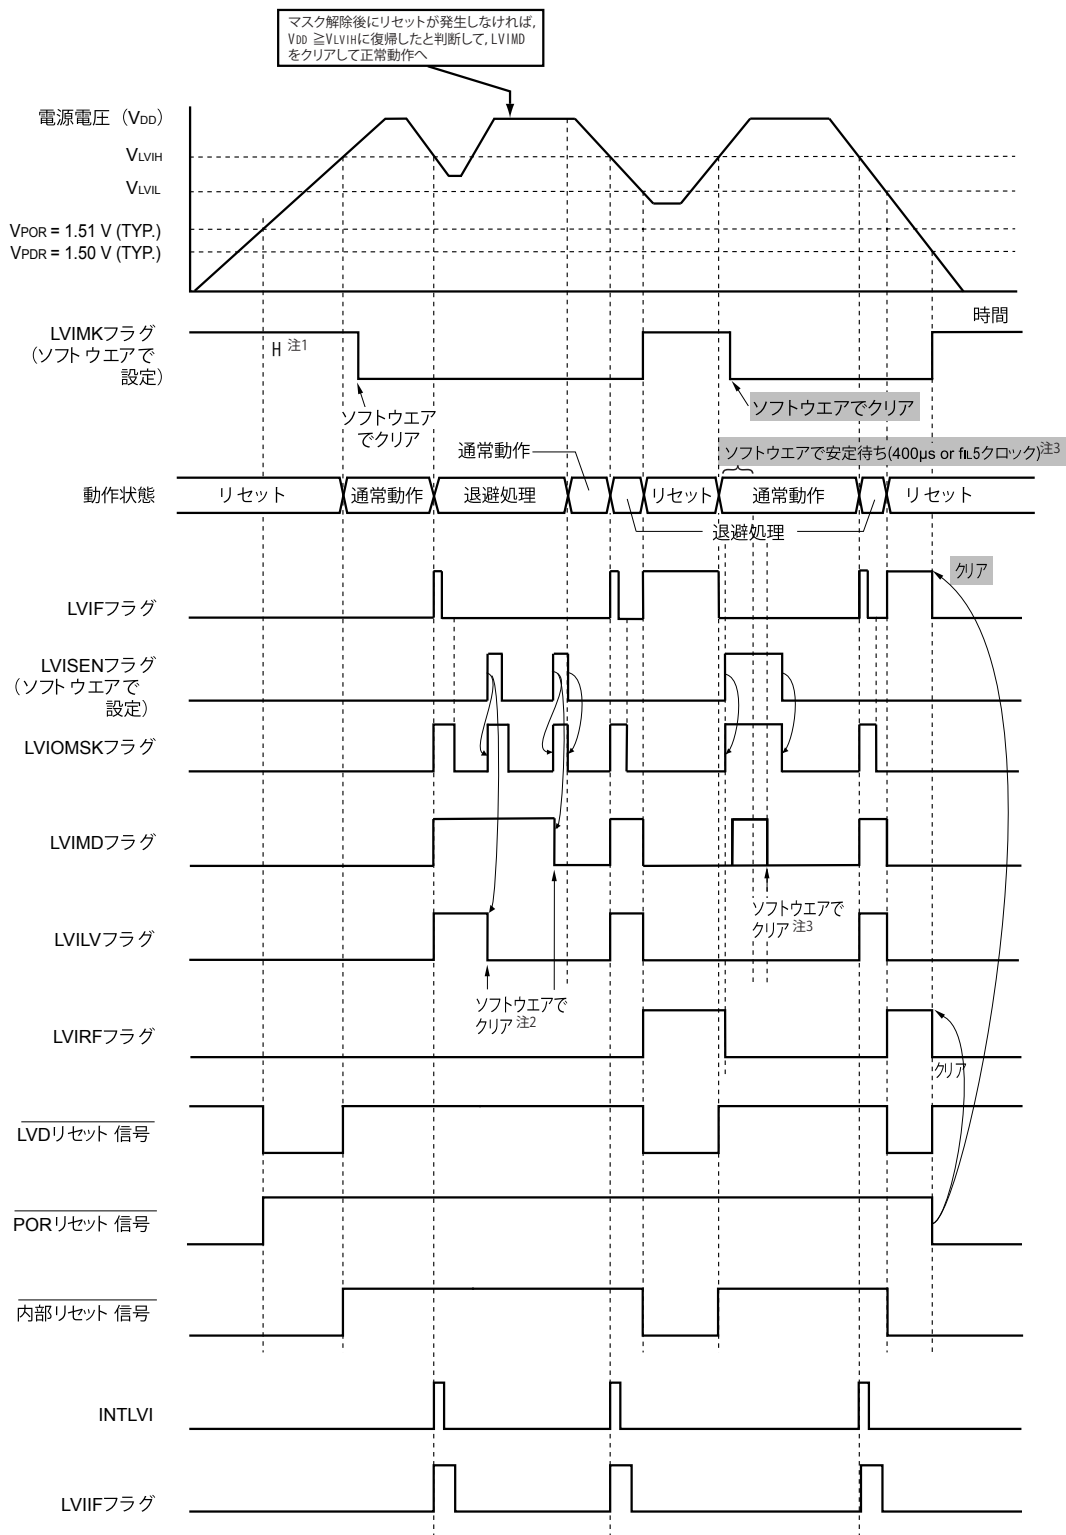 マスク解除後にリセットが発生しなければ,
VDD ≧VLVIHに復帰したと判断して, LVIMD
をクリアして正常動作へ
電源電圧（VDD）
VLVIH
VLVIL
VPOR = 1.51 V (TYP.)
VPDR = 1.50 V (TYP.)
時間
LVIMKフラグ
（ソフトウエアで
設定）
H 注1
ソフトウエア
でクリア
ソフトウエアでクリア
通常動作
ソフトウエアで安定待ち(400μs or fIL5クロック)注3
動作状態
リセット
通常動作
退避処理
リセット
通常動作
リセット
退避処理
LVIFフラグ
クリア
LVISENフラグ
（ソフトウエアで
設定）
LVIOMSKフラグ
LVIMDフラグ
ソフトウエアで
クリア注3
LVILVフラグ
ソフトウエアで
クリア注2
LVIRFフラグ
クリア
LVDリセット信号
PORリセット信号
内部リセット信号
INTLVI
LVIIFフラグ